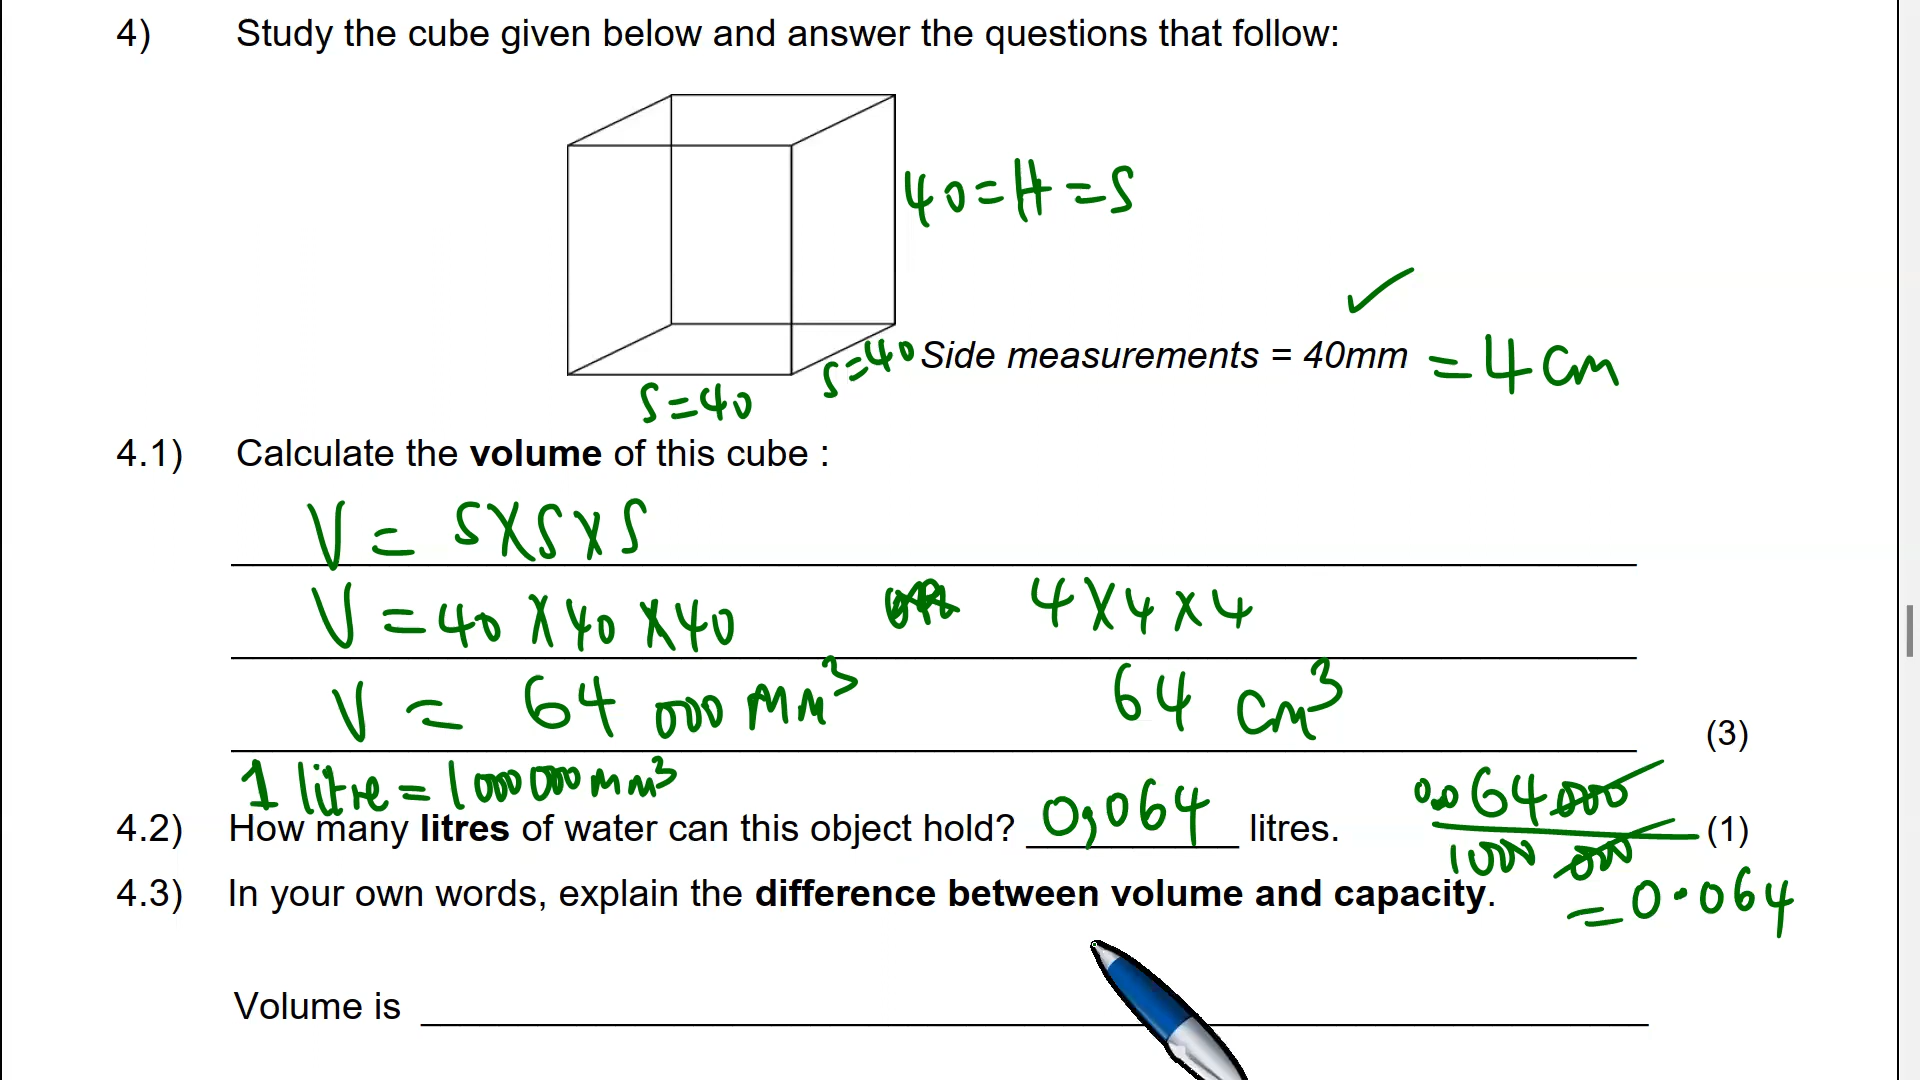 4) Study the cube given below and answer the questions that follow:
40=H=S
Side measurements = 40mm = 4cm
S=40
S=40
4.1) Calculate the volume of this cube :
V = S×S×S
V = 40×40×40 4×4×4
V = 64 000 mm³ 64 cm³
(3)
1 litre = 1 000 000 mm³
4.2) How many litres of water can this object hold? 0,064 litres. (1)
0.064 000
1000 000
= 0.064
4.3) In your own words, explain the difference between volume and capacity.
Volume is